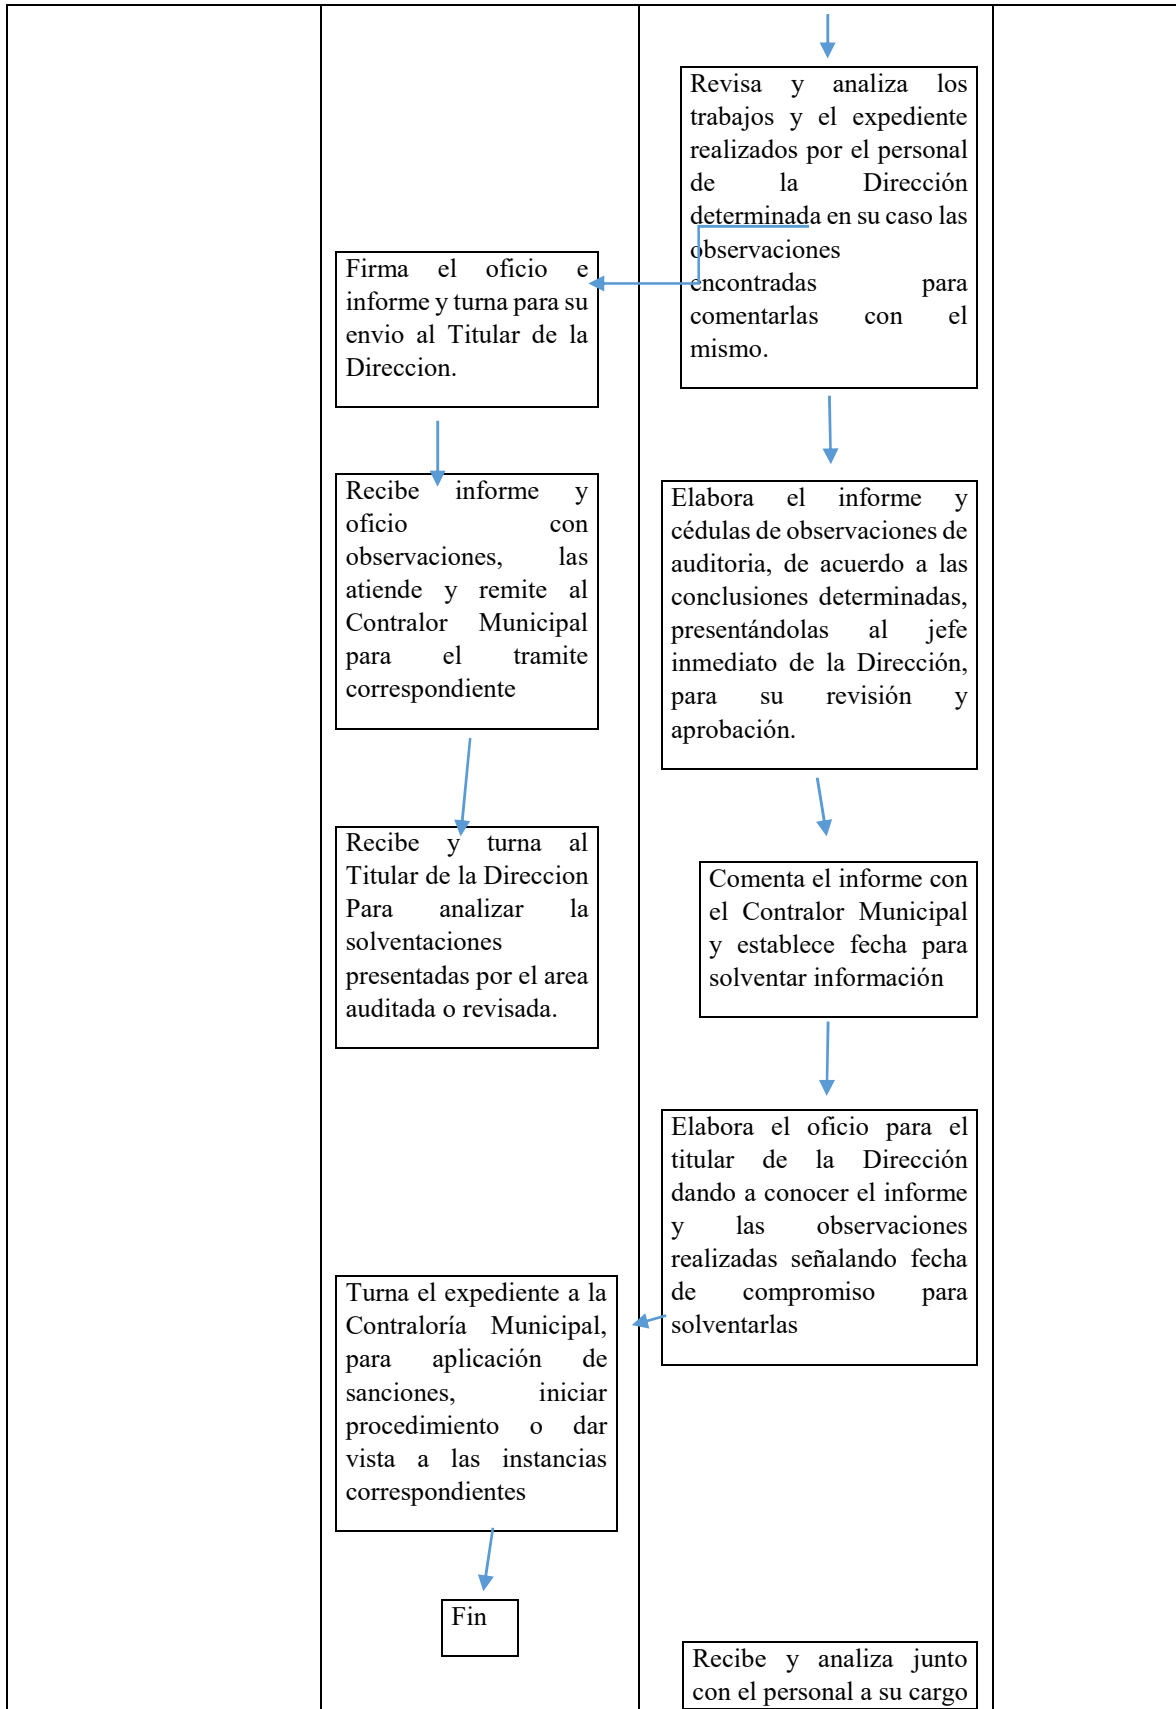 Revisa y analiza los
trabajos y el expediente
realizados por el personal
de la Dirección
determinada en su caso las
observaciones
encontradas para
comentarlas con el
mismo.
Firma el oficio e
informe y turna para su
envio al Titular de la
Direccion.
Recibe informe y
oficio con
observaciones, las
atiende y remite al
Contralor Municipal
para el tramite
correspondiente
Elabora el informe y
cédulas de observaciones de
auditoria, de acuerdo a las
conclusiones determinadas,
presentándolas al jefe
inmediato de la Dirección,
para su revisión y
aprobación.
Recibe y turna al
Titular de la Direccion
Para analizar la
solventaciones
presentadas por el area
auditada o revisada.
Comenta el informe con
el Contralor Municipal
y establece fecha para
solventar información
Elabora el oficio para el
titular de la Dirección
dando a conocer el informe
y las observaciones
realizadas señalando fecha
de compromiso para
solventarlas
Turna el expediente a la
Contraloría Municipal,
para aplicación de
sanciones, iniciar
procedimiento o dar
vista a las instancias
correspondientes
Fin
Recibe y analiza junto
con el personal a su cargo